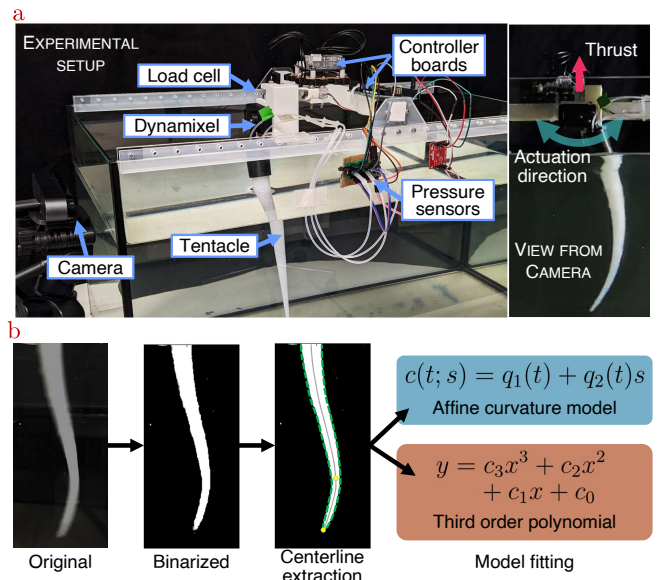 a
EXPERIMENTAL
SETUP
Load cell
Controller
boards
Dynamixel
Pressure
sensors
Tentacle
Camera
Thrust
Actuation
direction
VIEW FROM
CAMERA
b
Original
Binarized
Centerline
extraction
c(t; s) = q₁(t) + q₂(t)s
Affine curvature model
y = c₃x³ + c₂x²
+ c₁x + c₀
Third order polynomial
Model fitting